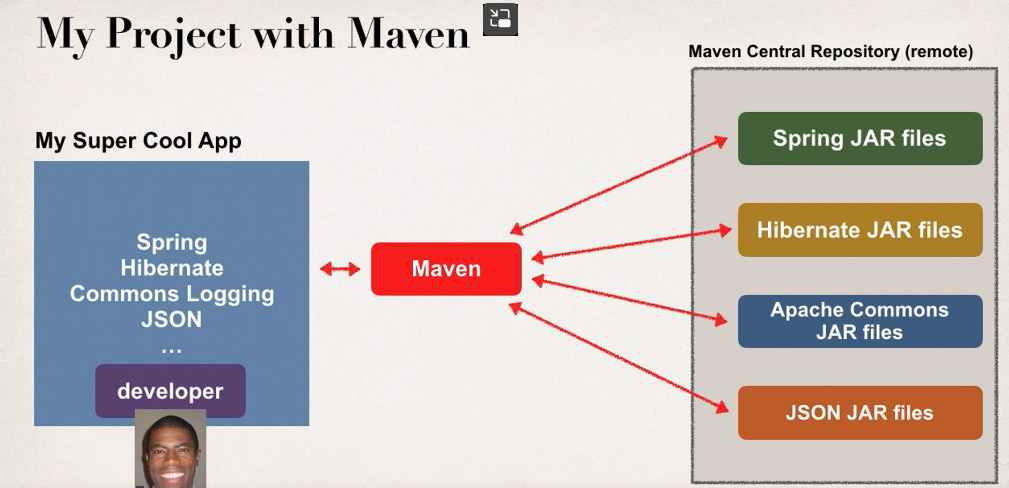 My Project with Maven
Maven Central Repository (remote)
My Super Cool App
Spring
Hibernate
Commons Logging
JSON
...
developer
Maven
Spring JAR files
Hibernate JAR files
Apache Commons
JAR files
JSON JAR files